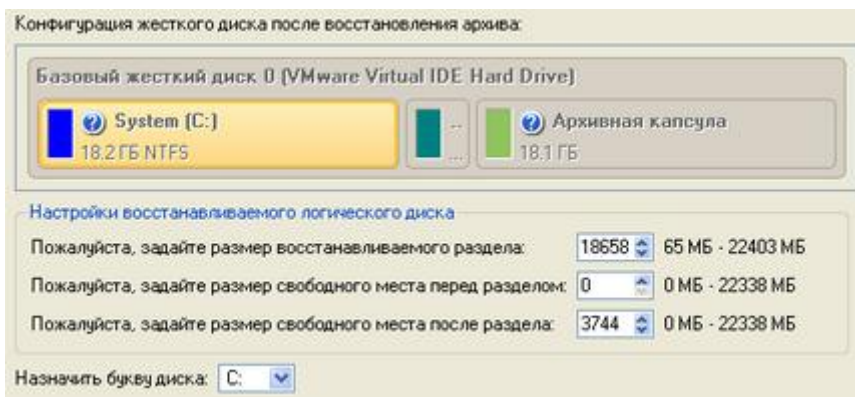 Конфигурация жесткого диска после восстановления архива:
Базовый жесткий диск 0 (VMware Virtual IDE Hard Drive)
System (C:)
18.2 ГБ NTFS
...
...
Архивная капсула
18.1 ГБ
Настройки восстанавливаемого логического диска
Пожалуйста, задайте размер восстанавливаемого раздела: 18658 65 МБ - 22403 МБ
Пожалуйста, задайте размер свободного места перед разделом: 0 0 МБ - 22338 МБ
Пожалуйста, задайте размер свободного места после раздела: 3744 0 МБ - 22338 МБ
Назначить букву диска: C: